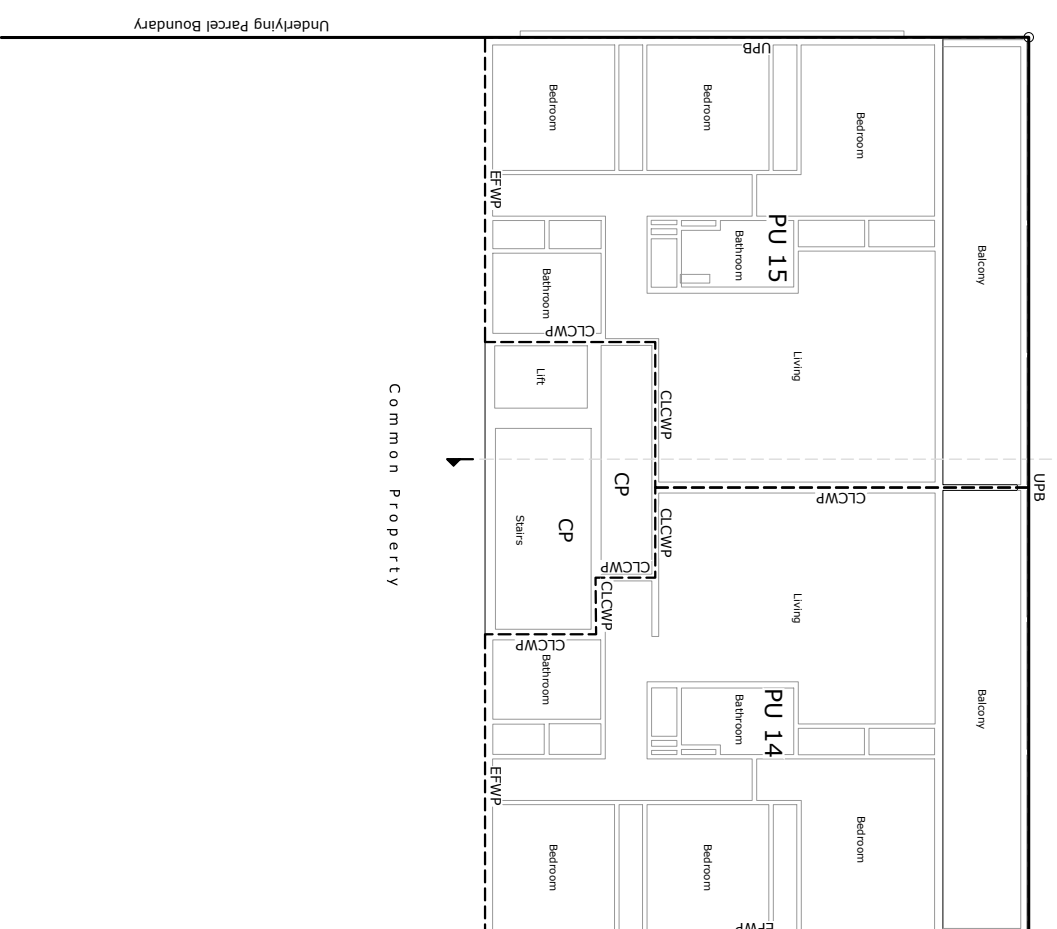 Underlying Parcel Boundary
UPB
Bedroom
Bedroom
Bedroom
EFWP
PU 15
Bathroom
Balcony
Bathroom
CLCWP
Lift
Living
Common Property
CLCWP
CP
UPB
CLCWP
Stairs
CP
CLCWP
CLCWP
CLCWP
Living
CLCWP
Bathroom
PU 14
Bathroom
Balcony
EFWP
Bedroom
Bedroom
Bedroom
EFWP